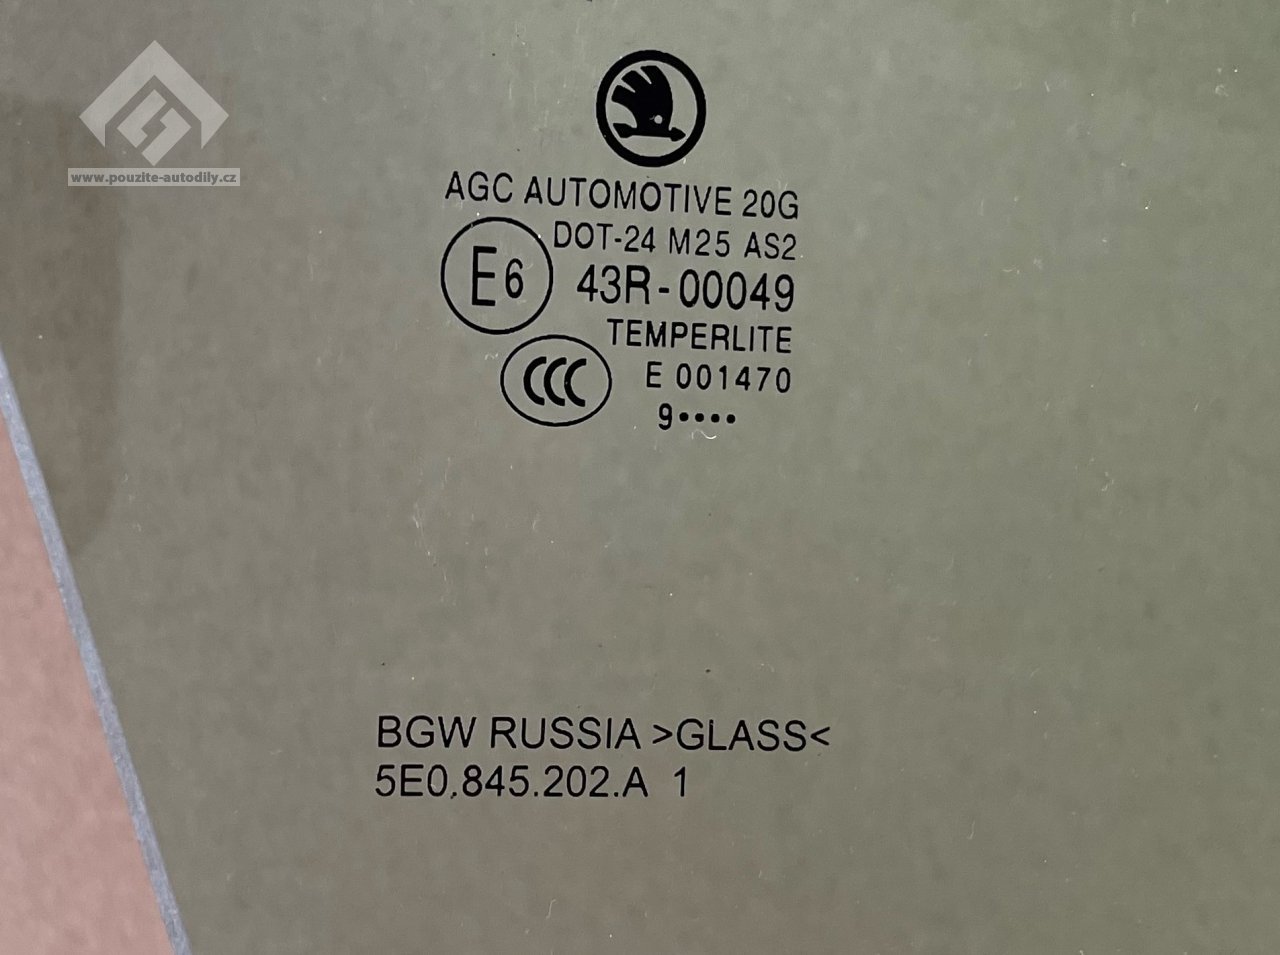 www.pouzite-autodily.cz
AGC AUTOMOTIVE 20G
DOT-24 M25 AS2
E6
43R-00049
TEMPERLITE
CCC
E 001470
9••••
BGW RUSSIA >GLASS<
5E0.845.202.A 1